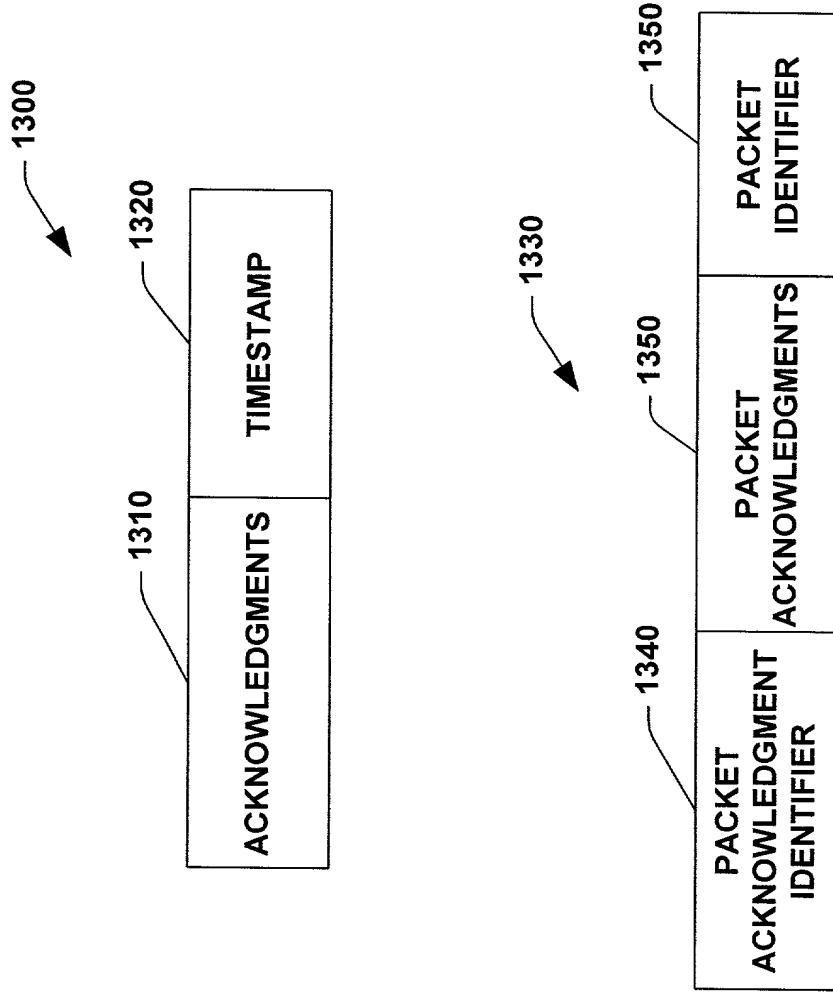 1300
1310
1320
ACKNOWLEDGMENTS
TIMESTAMP
1330
1340
1350
1350
PACKET
ACKNOWLEDGMENT
IDENTIFIER
PACKET
ACKNOWLEDGMENTS
PACKET
IDENTIFIER